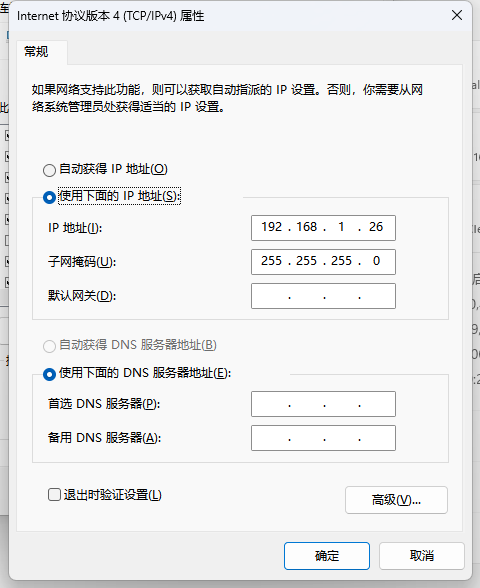 Internet 协议版本 4 (TCP/IPv4) 属性
常规
如果网络支持此功能，则可以获取自动指派的 IP 设置。否则，你需要从网
络系统管理员处获得适当的 IP 设置。
自动获得 IP 地址(O)
使用下面的 IP 地址(S):
IP 地址(I): 192 . 168 . 1 . 26
子网掩码(U): 255 . 255 . 255 . 0
默认网关(D): . . .
自动获得 DNS 服务器地址(B)
使用下面的 DNS 服务器地址(E):
首选 DNS 服务器(P): . . .
备用 DNS 服务器(A): . . .
退出时验证设置(L)
高级(V)...
确定
取消